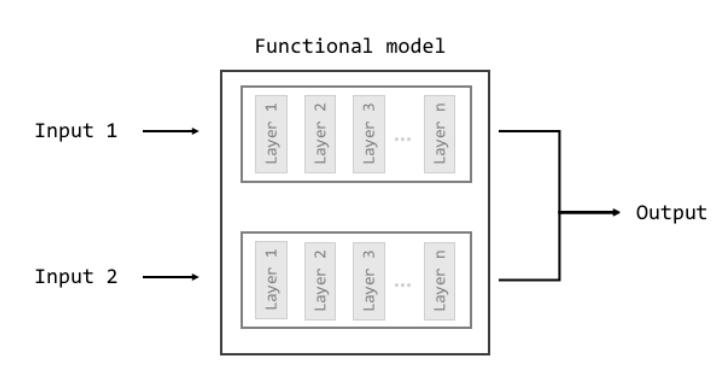 Functional model
Input 1
Layer 1
Layer 2
Layer 3
...
Layer n
Output
Input 2
Layer 1
Layer 2
Layer 3
...
Layer n